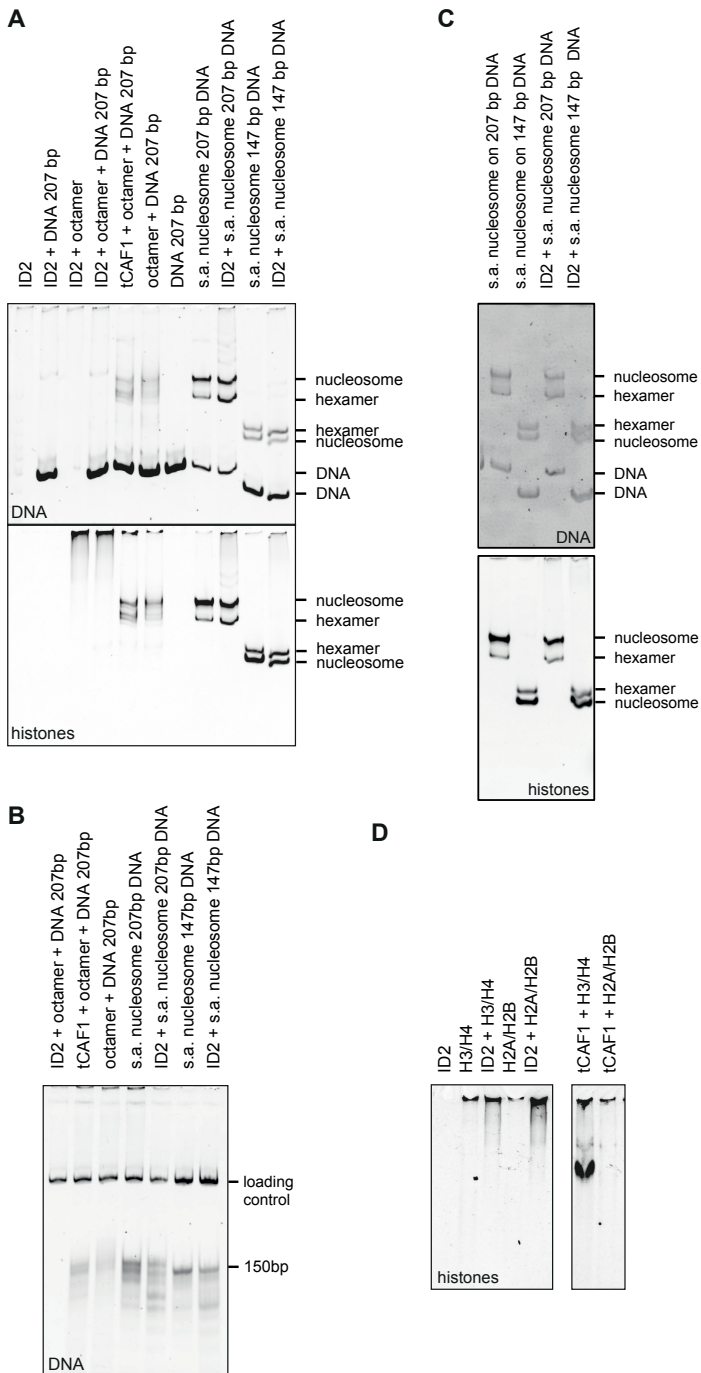 A
ID2
ID2 + DNA 207 bp
ID2 + octamer
ID2 + octamer + DNA 207 bp
tCAF1 + octamer + DNA 207 bp
octamer + DNA 207 bp
DNA 207 bp
s.a. nucleosome 207 bp DNA
ID2 + s.a. nucleosome 207 bp DNA
s.a. nucleosome 147 bp DNA
ID2 + s.a. nucleosome 147 bp DNA
nucleosome
hexamer
hexamer
nucleosome
DNA
DNA
DNA
nucleosome
hexamer
hexamer
nucleosome
histones
B
ID2 + octamer + DNA 207bp
tCAF1 + octamer + DNA 207bp
octamer + DNA 207bp
s.a. nucleosome 207bp DNA
ID2 + s.a. nucleosome 207bp DNA
s.a. nucleosome 147bp DNA
ID2 + s.a. nucleosome 147bp DNA
loading
control
150bp
DNA
C
s.a. nucleosome on 207 bp DNA
s.a. nucleosome on 147 bp DNA
ID2 + s.a. nucleosome 207 bp DNA
ID2 + s.a. nucleosome 147 bp DNA
nucleosome
hexamer
hexamer
nucleosome
DNA
DNA
DNA
nucleosome
hexamer
hexamer
nucleosome
histones
D
ID2
H3/H4
ID2 + H3/H4
H2A/H2B
ID2 + H2A/H2B
tCAF1 + H3/H4
tCAF1 + H2A/H2B
histones